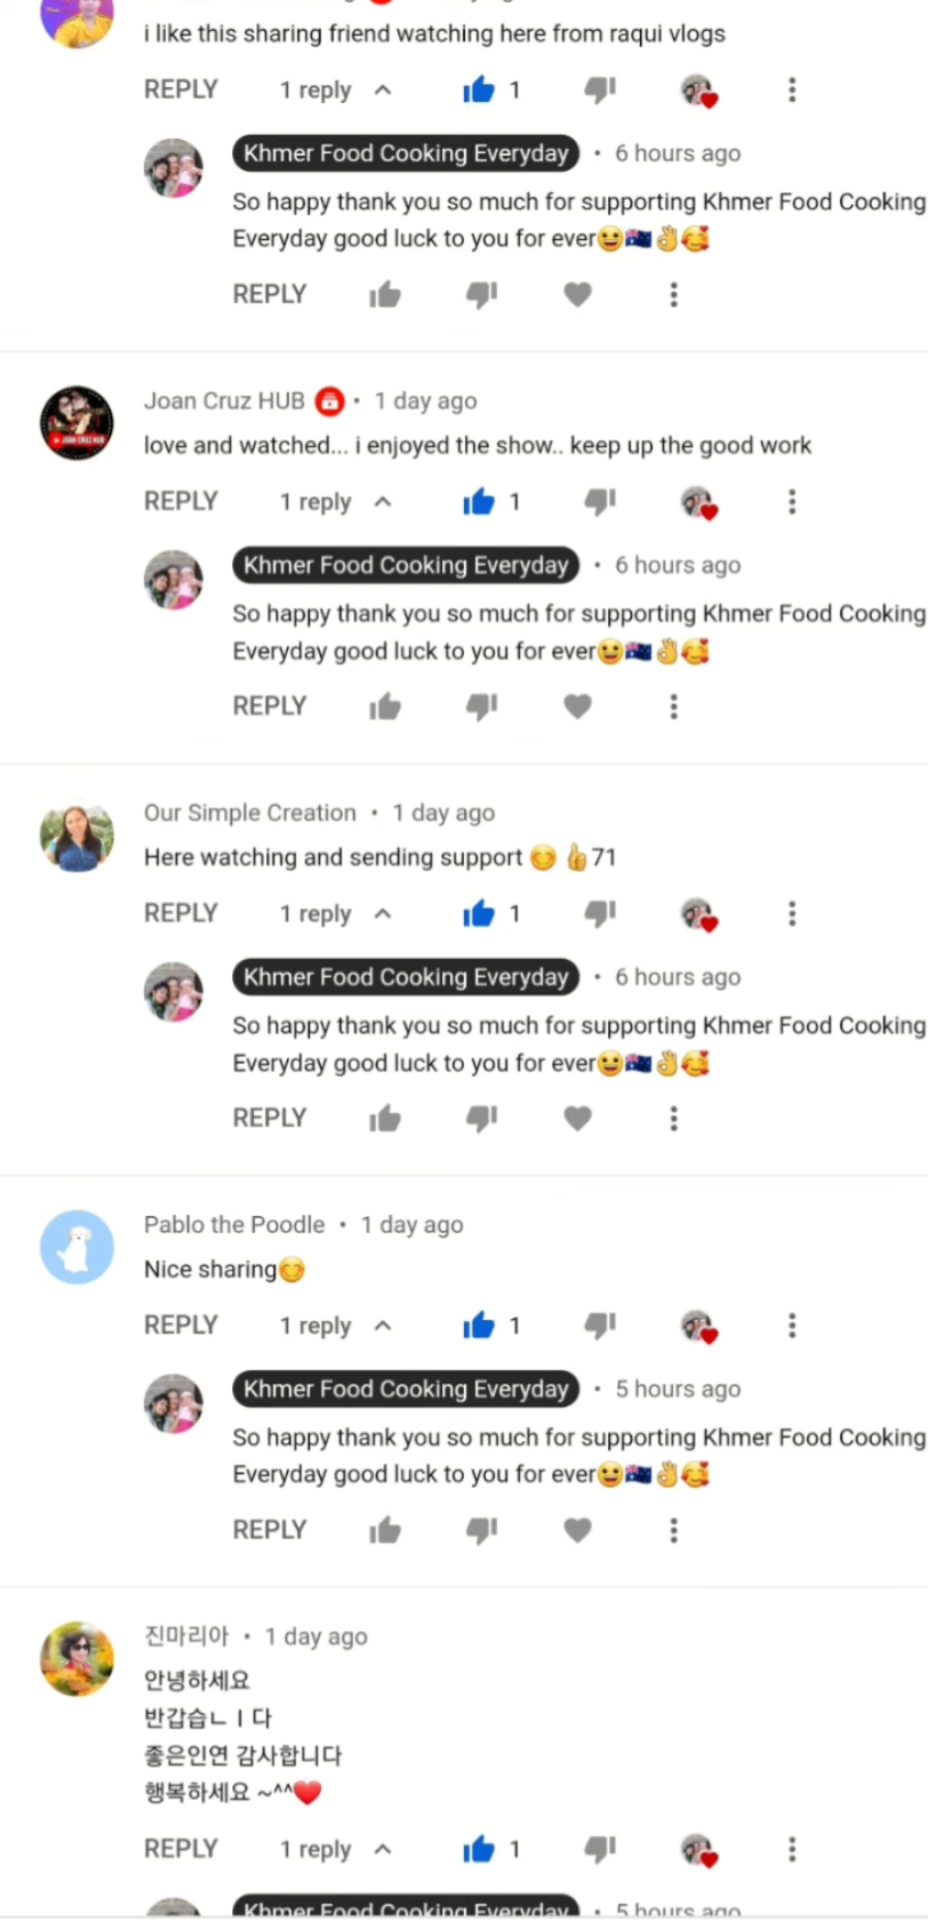 i like this sharing friend watching here from raqui vlogs
REPLY 1 reply 1
Khmer Food Cooking Everyday • 6 hours ago
So happy thank you so much for supporting Khmer Food Cooking
Everyday good luck to you for ever😀🇦🇺👌🥰
REPLY
Joan Cruz HUB • 1 day ago
love and watched... i enjoyed the show.. keep up the good work
REPLY 1 reply 1
Khmer Food Cooking Everyday • 6 hours ago
So happy thank you so much for supporting Khmer Food Cooking
Everyday good luck to you for ever😀🇦🇺👌🥰
REPLY
Our Simple Creation • 1 day ago
Here watching and sending support 😊 👍71
REPLY 1 reply 1
Khmer Food Cooking Everyday • 6 hours ago
So happy thank you so much for supporting Khmer Food Cooking
Everyday good luck to you for ever😀🇦🇺👌🥰
REPLY
Pablo the Poodle • 1 day ago
Nice sharing😊
REPLY 1 reply 1
Khmer Food Cooking Everyday • 5 hours ago
So happy thank you so much for supporting Khmer Food Cooking
Everyday good luck to you for ever😀🇦🇺👌🥰
REPLY
진마리아 • 1 day ago
안녕하세요
반갑습ㄴㅣ다
좋은인연 감사합니다
행복하세요 ~^^❤️
REPLY 1 reply 1
Khmer Food Cooking Everyday • 5 hours ago